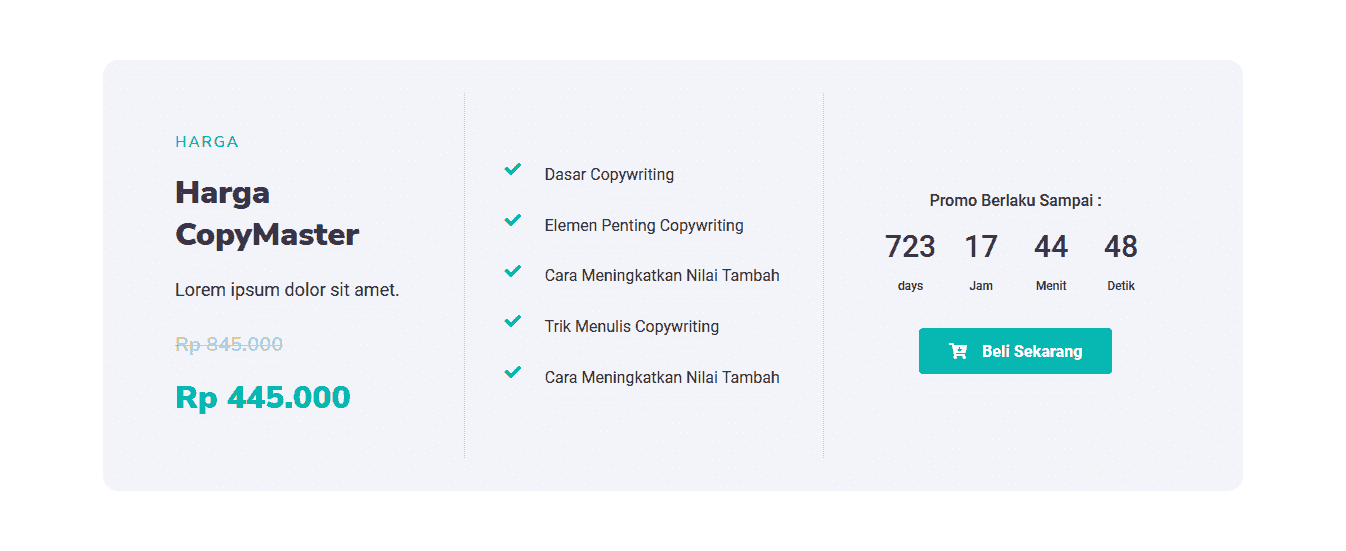 HARGA
Harga
CopyMaster
Lorem ipsum dolor sit amet.
Rp 845.000
Rp 445.000
Dasar Copywriting
Elemen Penting Copywriting
Cara Meningkatkan Nilai Tambah
Trik Menulis Copywriting
Cara Meningkatkan Nilai Tambah
Promo Berlaku Sampai :
723 17 44 48
days Jam Menit Detik
Beli Sekarang